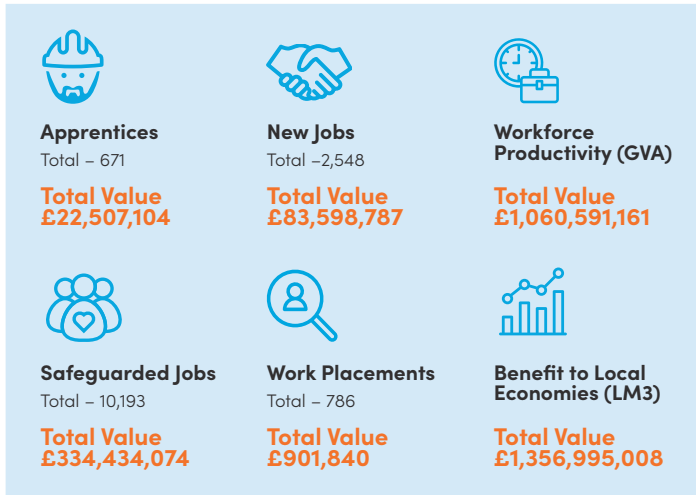 Apprentices
Total – 671
Total Value
£22,507,104
New Jobs
Total –2,548
Total Value
£83,598,787
Workforce
Productivity (GVA)
Total Value
£1,060,591,161
Safeguarded Jobs
Total – 10,193
Total Value
£334,434,074
Work Placements
Total – 786
Total Value
£901,840
Benefit to Local
Economies (LM3)
Total Value
£1,356,995,008